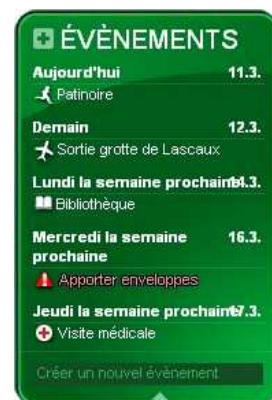 ÉVÈNEMENTS
Aujourd'hui 11.3.
Patinoire
Demain 12.3.
Sortie grotte de Lascaux
Lundi la semaine prochaine 14.3.
Bibliothèque
Mercredi la semaine 16.3.
prochaine
Apporter enveloppes
Jeudi la semaine prochaine 17.3.
Visite médicale
Créer un nouvel évènement